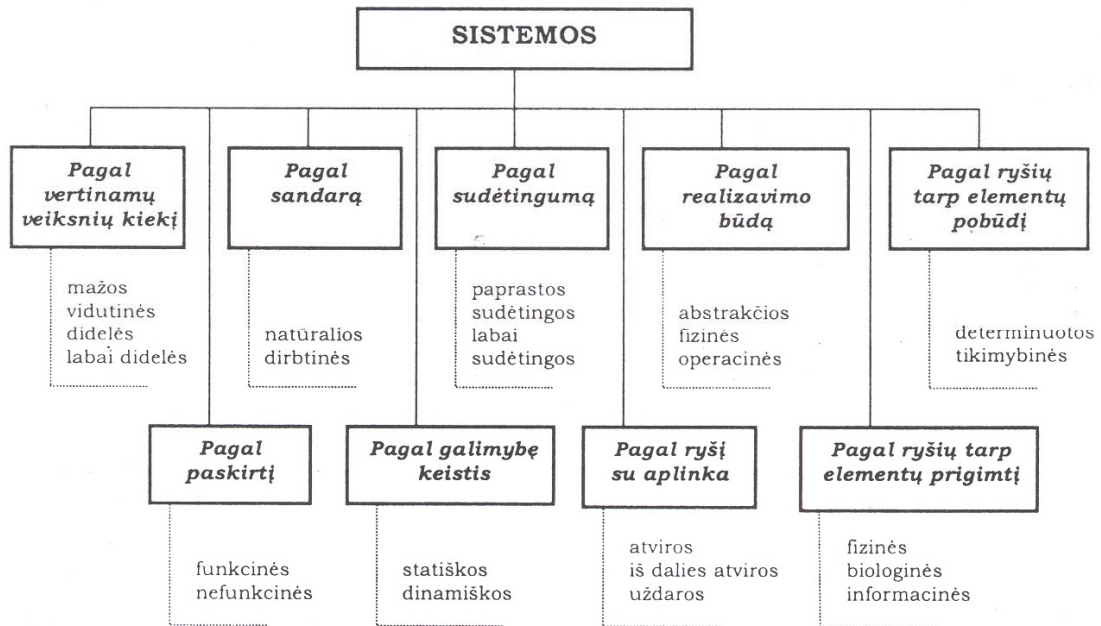 SISTEMOS
Pagal
vertinamų
veiksnių kiekį
mažos
vidutinės
didelės
labai didelės
Pagal
sandarą
natūralios
dirbtinės
Pagal
sudėtingumą
paprastos
sudėtingos
labai
sudėtingos
Pagal
realizavimo
būdą
abstrakčios
fizinės
operacinės
Pagal ryšių
tarp elementų
pobūdį
determinuotos
tikimybinės
Pagal
paskirtį
funkcinės
nefunkcinės
Pagal galimybę
keistis
statiškos
dinamiškos
Pagal ryšį
su aplinka
atviros
iš dalies atviros
uždaros
Pagal ryšių tarp
elementų prigimtį
fizinės
biologinės
informacinės